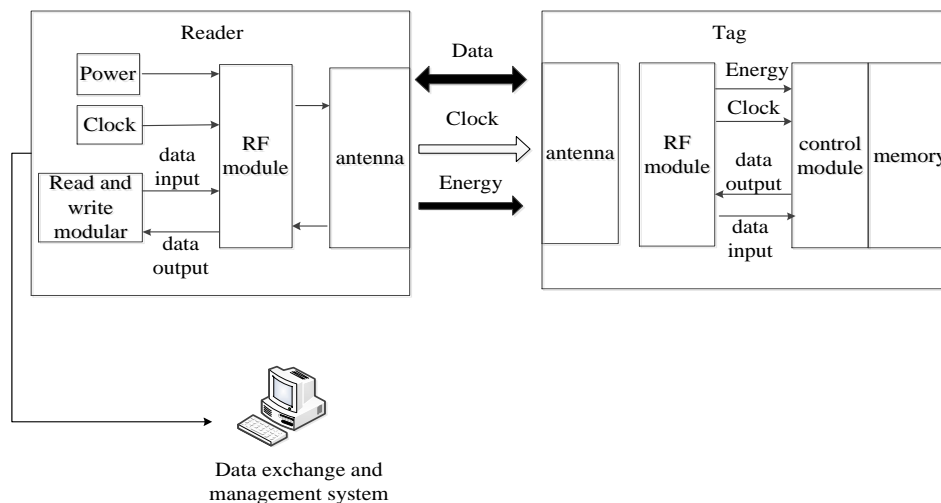 Reader
Power
Clock
Read and
write
modular
data
input
data
output
RF
module
antenna
Data
Clock
Energy
Tag
antenna
RF
module
Energy
Clock
data
output
data
input
control
module
memory
Data exchange and
management system